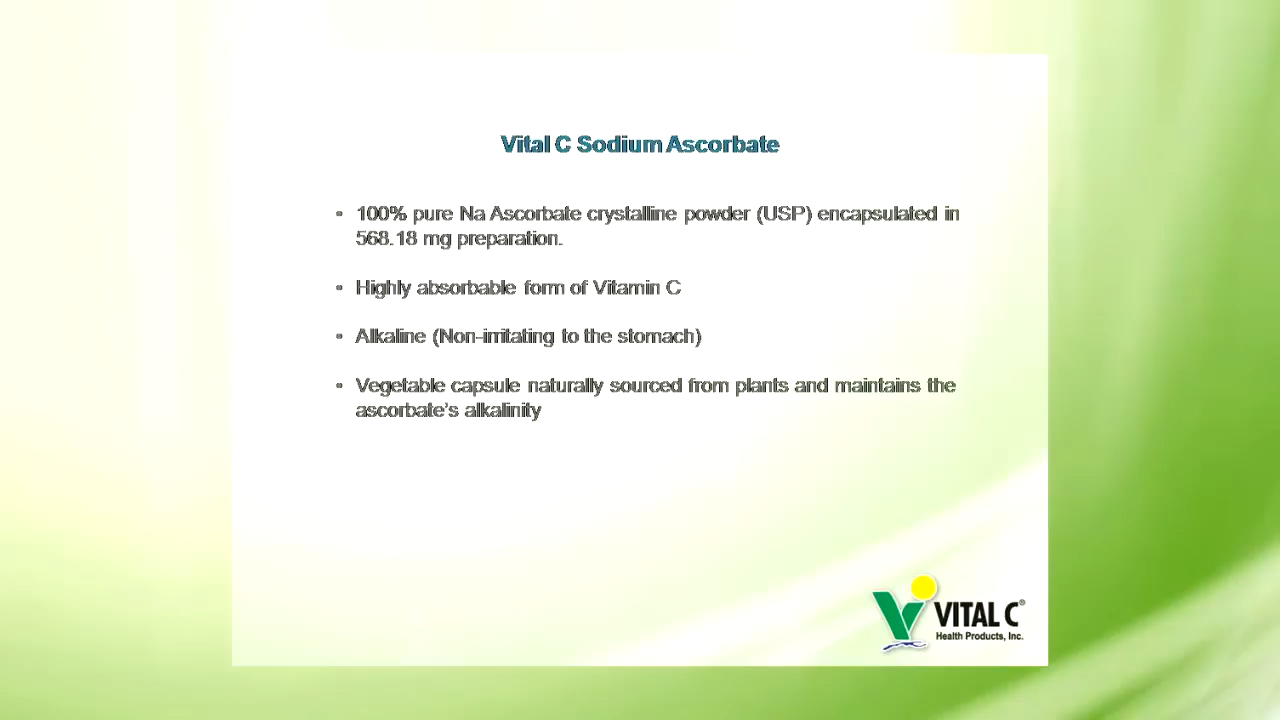 Vital C Sodium Ascorbate
• 100% pure Na Ascorbate crystalline powder (USP) encapsulated in
568.18 mg preparation.
• Highly absorbable form of Vitamin C
• Alkaline (Non-irritating to the stomach)
• Vegetable capsule naturally sourced from plants and maintains the
ascorbate's alkalinity
VITAL C®
Health Products, Inc.